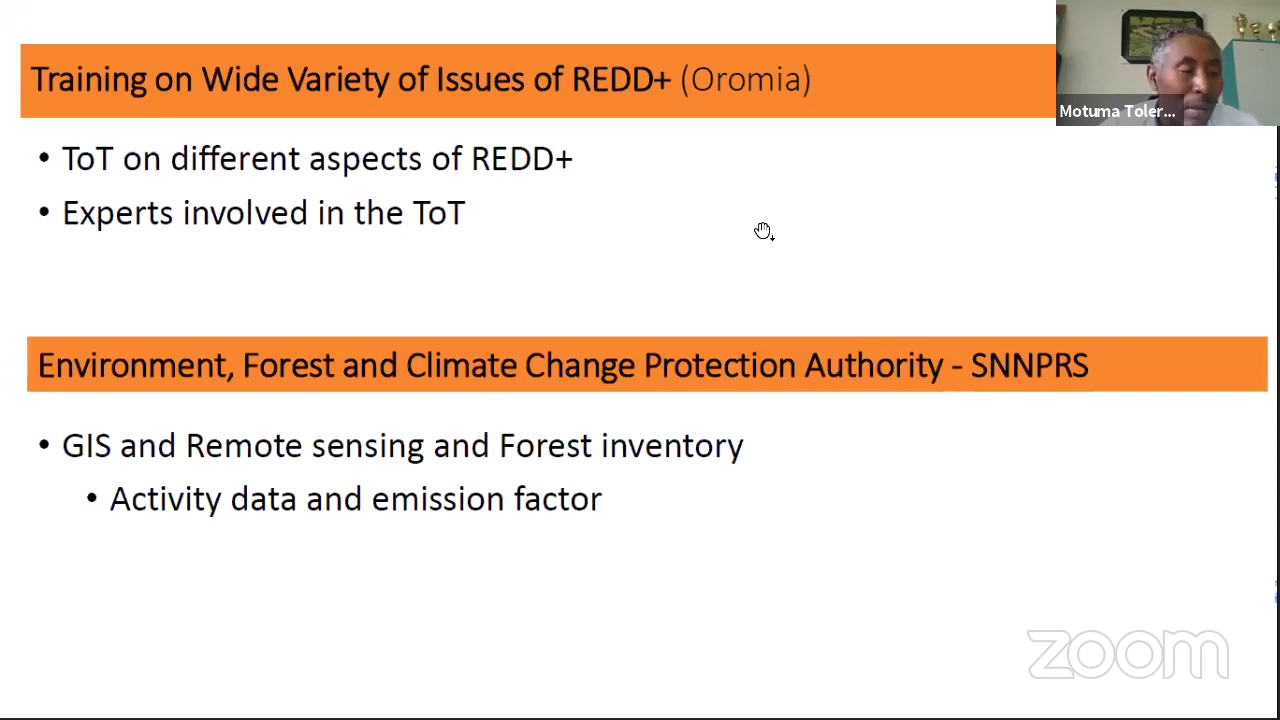 Training on Wide Variety of Issues of REDD+ (Oromia)
Motuma Toler...
• ToT on different aspects of REDD+
• Experts involved in the ToT
Environment, Forest and Climate Change Protection Authority - SNNPRS
• GIS and Remote sensing and Forest inventory
• Activity data and emission factor
zoom